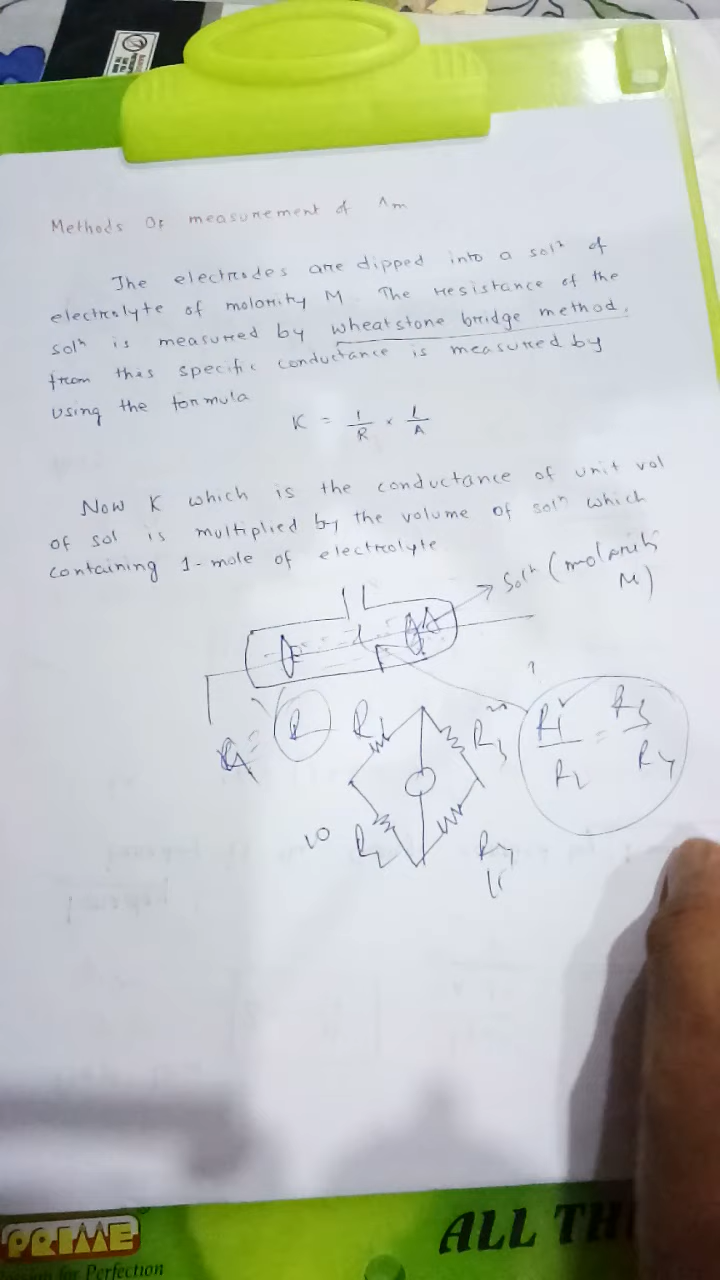 Methods Of measurement of Λm
The electrodes are dipped into a solⁿ of
electrolyte of molarity M. The resistance of the
solⁿ is measured by wheatstone bridge method,
from this specific conductance is measured by
using the formula
K = 1/R × L/A
Now K which is the conductance of unit vol
of sol is multiplied by the volume of solⁿ which
containing 1-mole of electrolyte
Solⁿ (molarity
M)
R
R1
R3
R1/R2 = R3/R4
10
R2
R4
PRIME
for Perfection
ALL TH